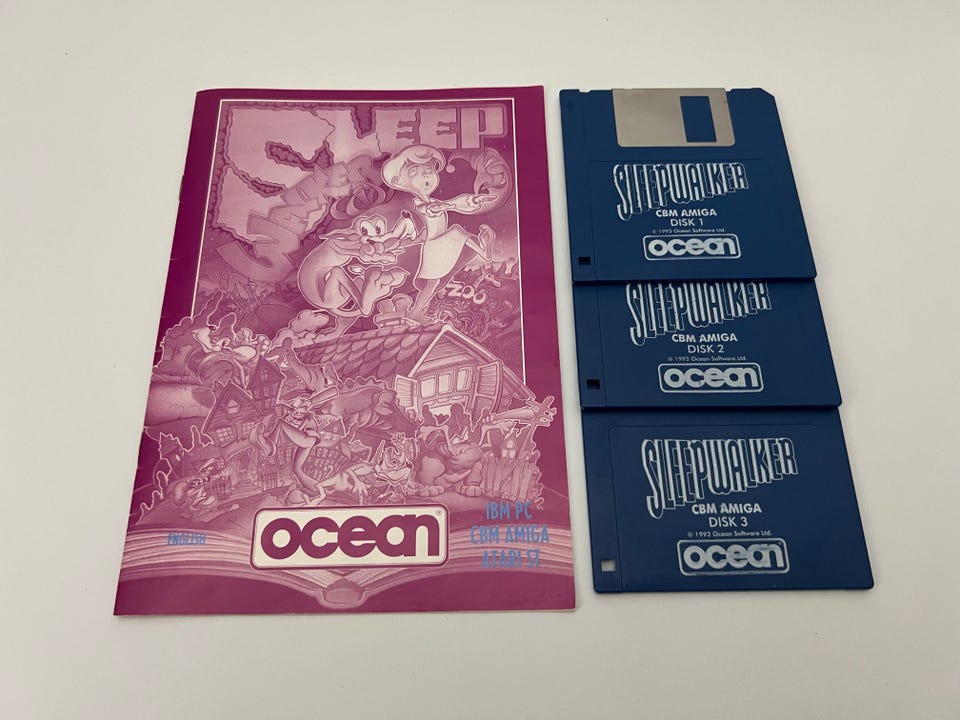 SLEEP
WALKER
ZOO
ENGLISH
ocean®
IBM PC
CBM AMIGA
ATARI ST
SLEEPWALKER
CBM AMIGA
DISK 1
© 1993 Ocean Software Ltd.
ocean
SLEEPWALKER
CBM AMIGA
DISK 2
© 1993 Ocean Software Ltd.
ocean
SLEEPWALKER
CBM AMIGA
DISK 3
© 1993 Ocean Software Ltd.
ocean